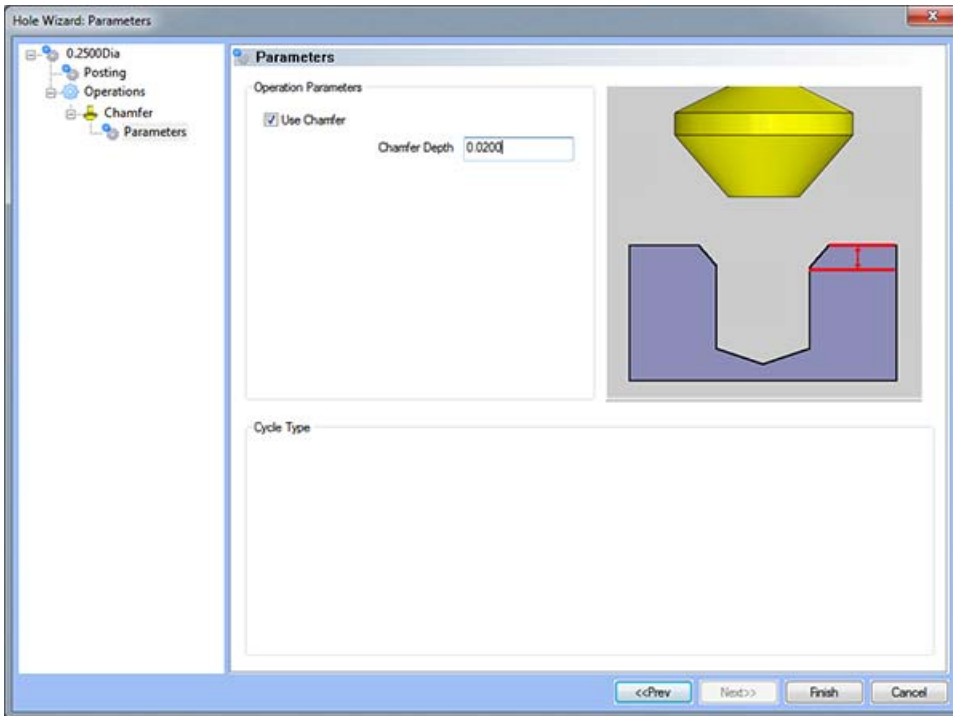 Hole Wizard: Parameters
0.2500Dia
Posting
Operations
Chamfer
Parameters
Parameters
Operation Parameters
Use Chamfer
Chamfer Depth 0.0200
Cycle Type
<<Prev Next>> Finish Cancel